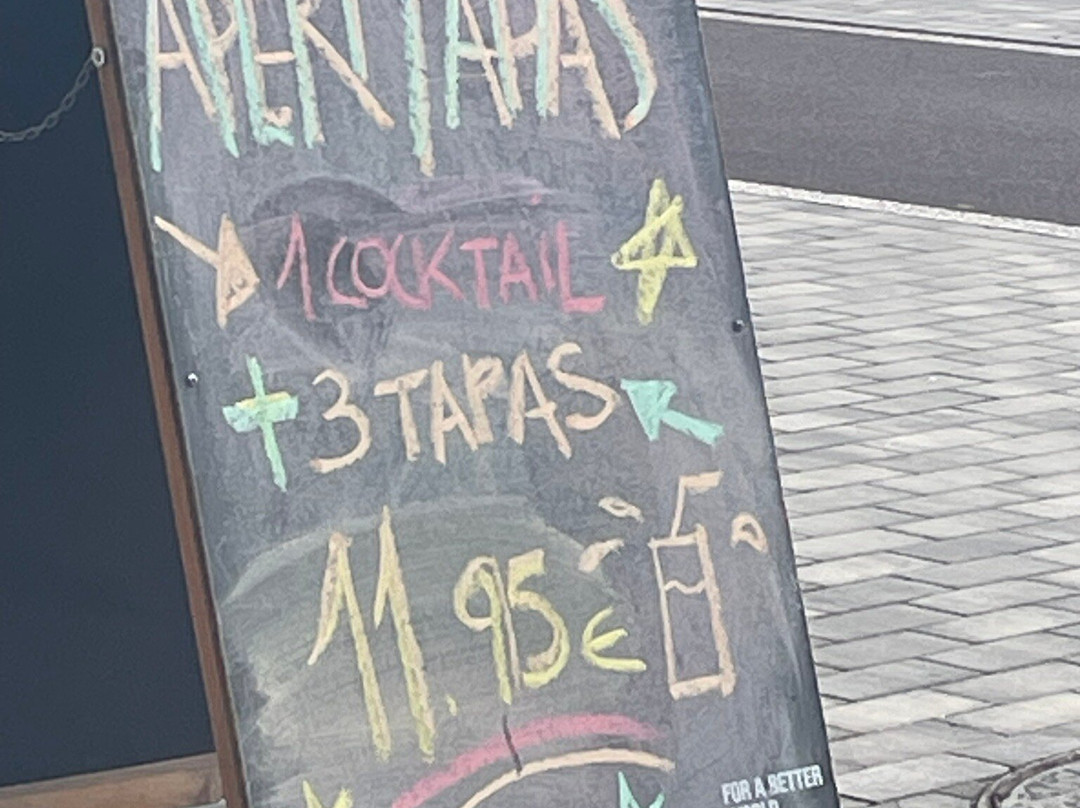 APERITAPAS
1 COCKTAIL
+ 3 TAPAS
11.95€
FOR A BETTER